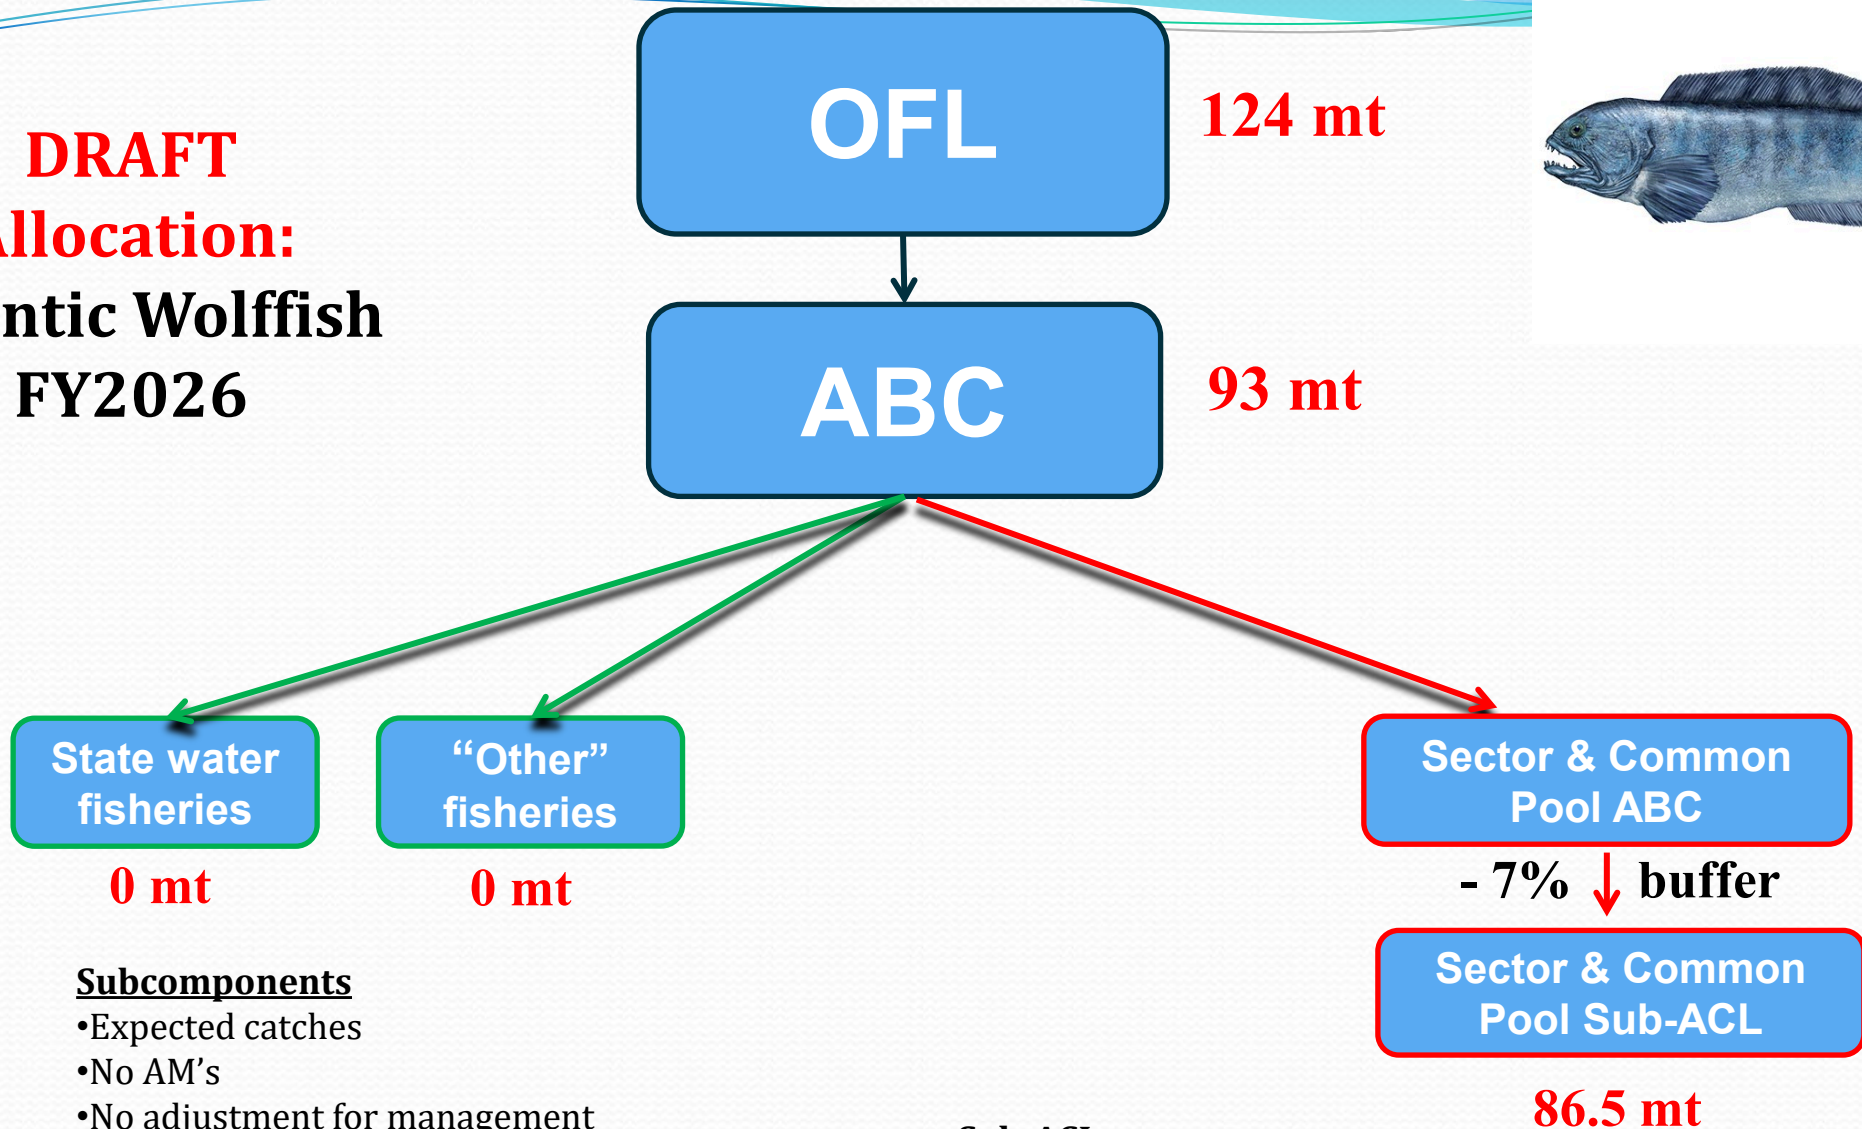 OFL
124 mt
DRAFT
llocation:
ntic Wolffish
FY2026
ABC
93 mt
State water
fisheries
0 mt
“Other”
fisheries
0 mt
Sector & Common
Pool ABC
- 7% buffer
Sector & Common
Pool Sub-ACL
86.5 mt
Subcomponents
•Expected catches
•No AM’s
•No adjustment for management